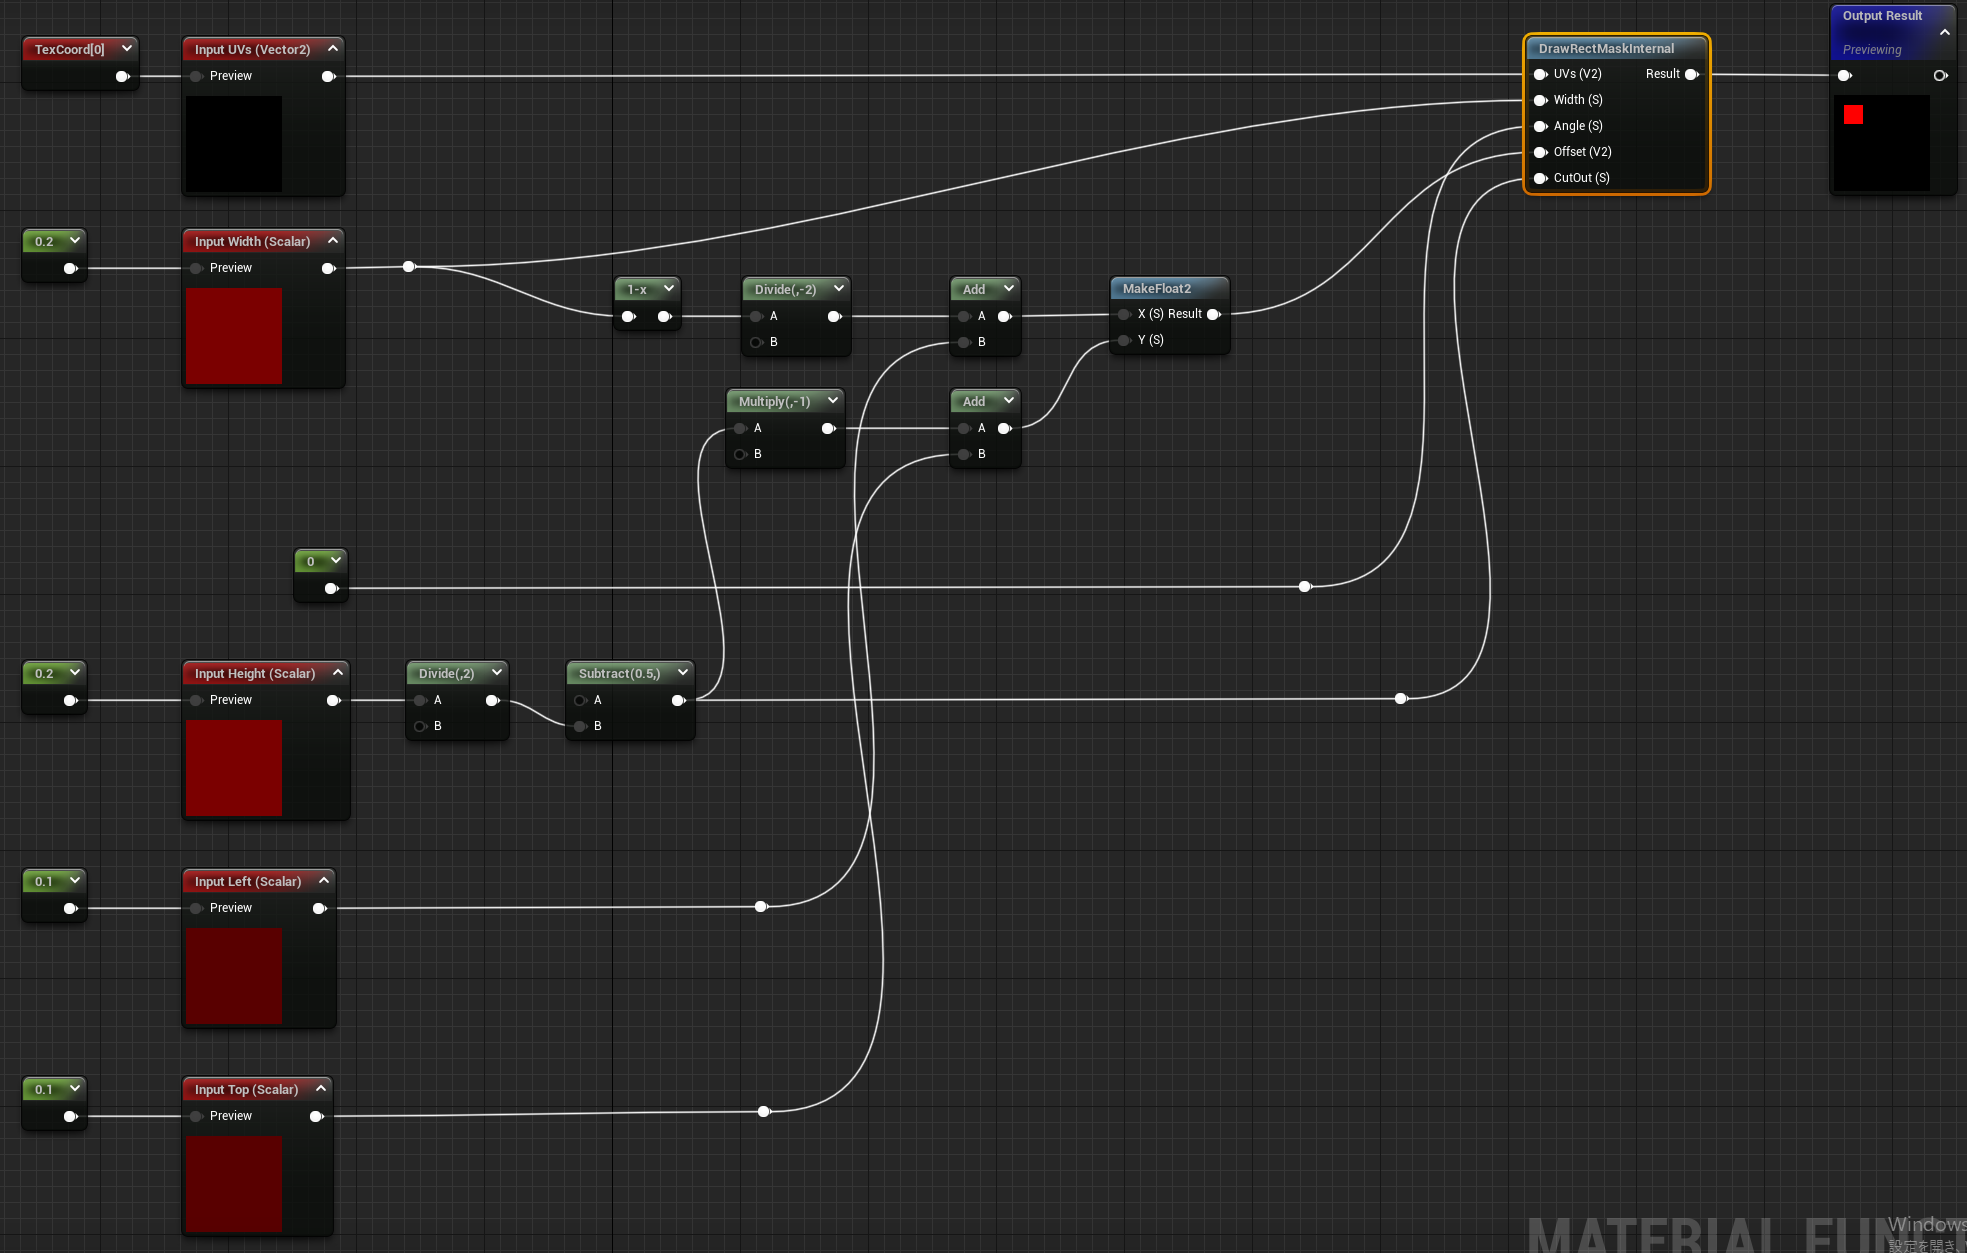 TexCoord[0]
Input UVs (Vector2)
Preview
DrawRectMaskInternal
UVs (V2) Result
Width (S)
Angle (S)
Offset (V2)
CutOut (S)
Output Result
Previewing
0.2
Input Width (Scalar)
Preview
1-x
Divide(,-2)
A
B
Add
A
B
MakeFloat2
X (S) Result
Y (S)
Multiply(,-1)
A
B
Add
A
B
0
0.2
Input Height (Scalar)
Preview
Divide(,2)
A
B
Subtract(0.5,)
A
B
0.1
Input Left (Scalar)
Preview
0.1
Input Top (Scalar)
Preview
MATERIAL
Windows
設定を開き、